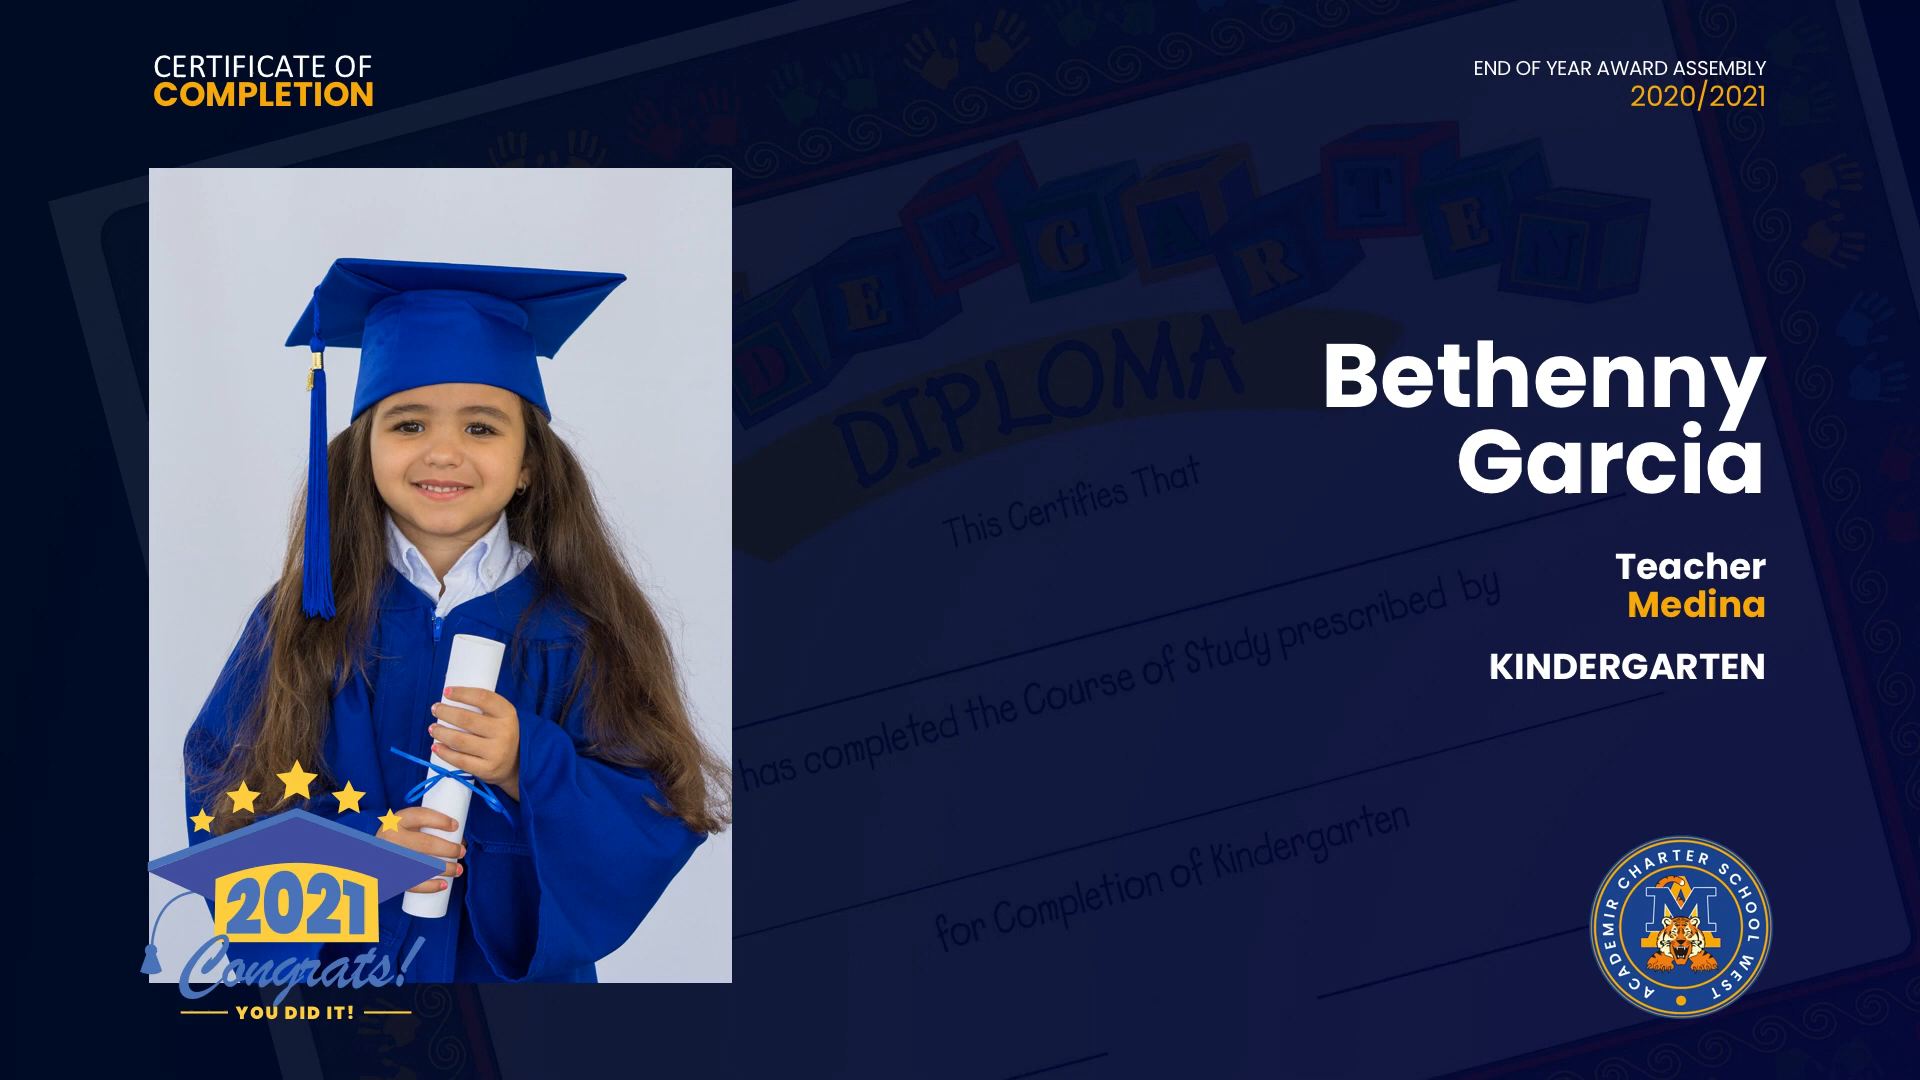 CERTIFICATE OF
COMPLETION
END OF YEAR AWARD ASSEMBLY
2020/2021
DERGARTEN
DIPLOMA
This Certifies That
has completed the Course of Study prescribed by
for Completion of Kindergarten
Bethenny
Garcia
Teacher
Medina
KINDERGARTEN
2021
Congrats!
YOU DID IT!
ACADEMIR CHARTER SCHOOL WEST
M